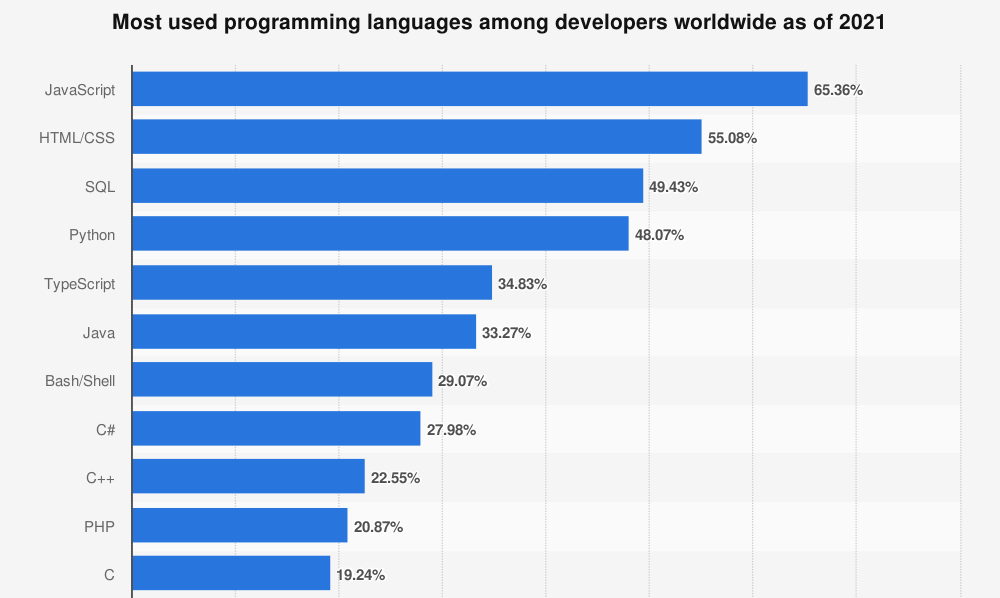 Most used programming languages among developers worldwide as of 2021
JavaScript 65.36%
HTML/CSS 55.08%
SQL 49.43%
Python 48.07%
TypeScript 34.83%
Java 33.27%
Bash/Shell 29.07%
C# 27.98%
C++ 22.55%
PHP 20.87%
C 19.24%